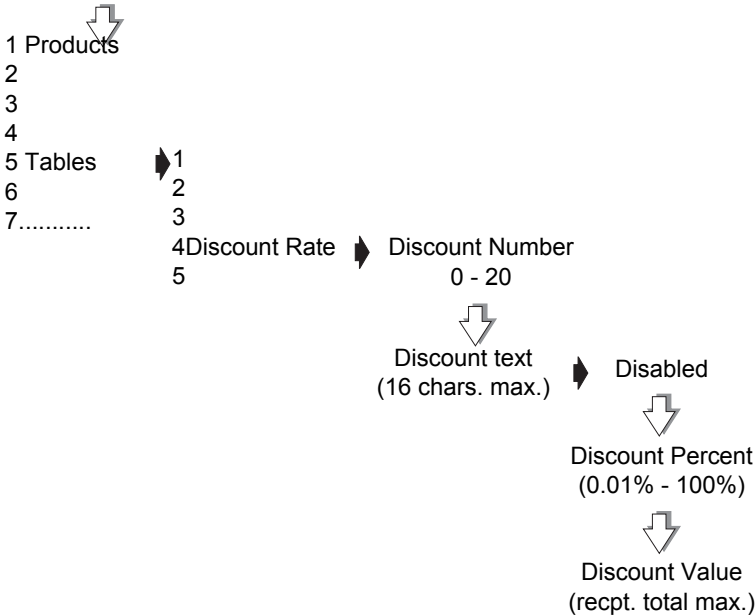 1 Products
2
3
4
5 Tables
6
7...........
1
2
3
4Discount Rate
5
Discount Number
0 - 20
Discount text
(16 chars. max.)
Disabled
Discount Percent
(0.01% - 100%)
Discount Value
(recpt. total max.)